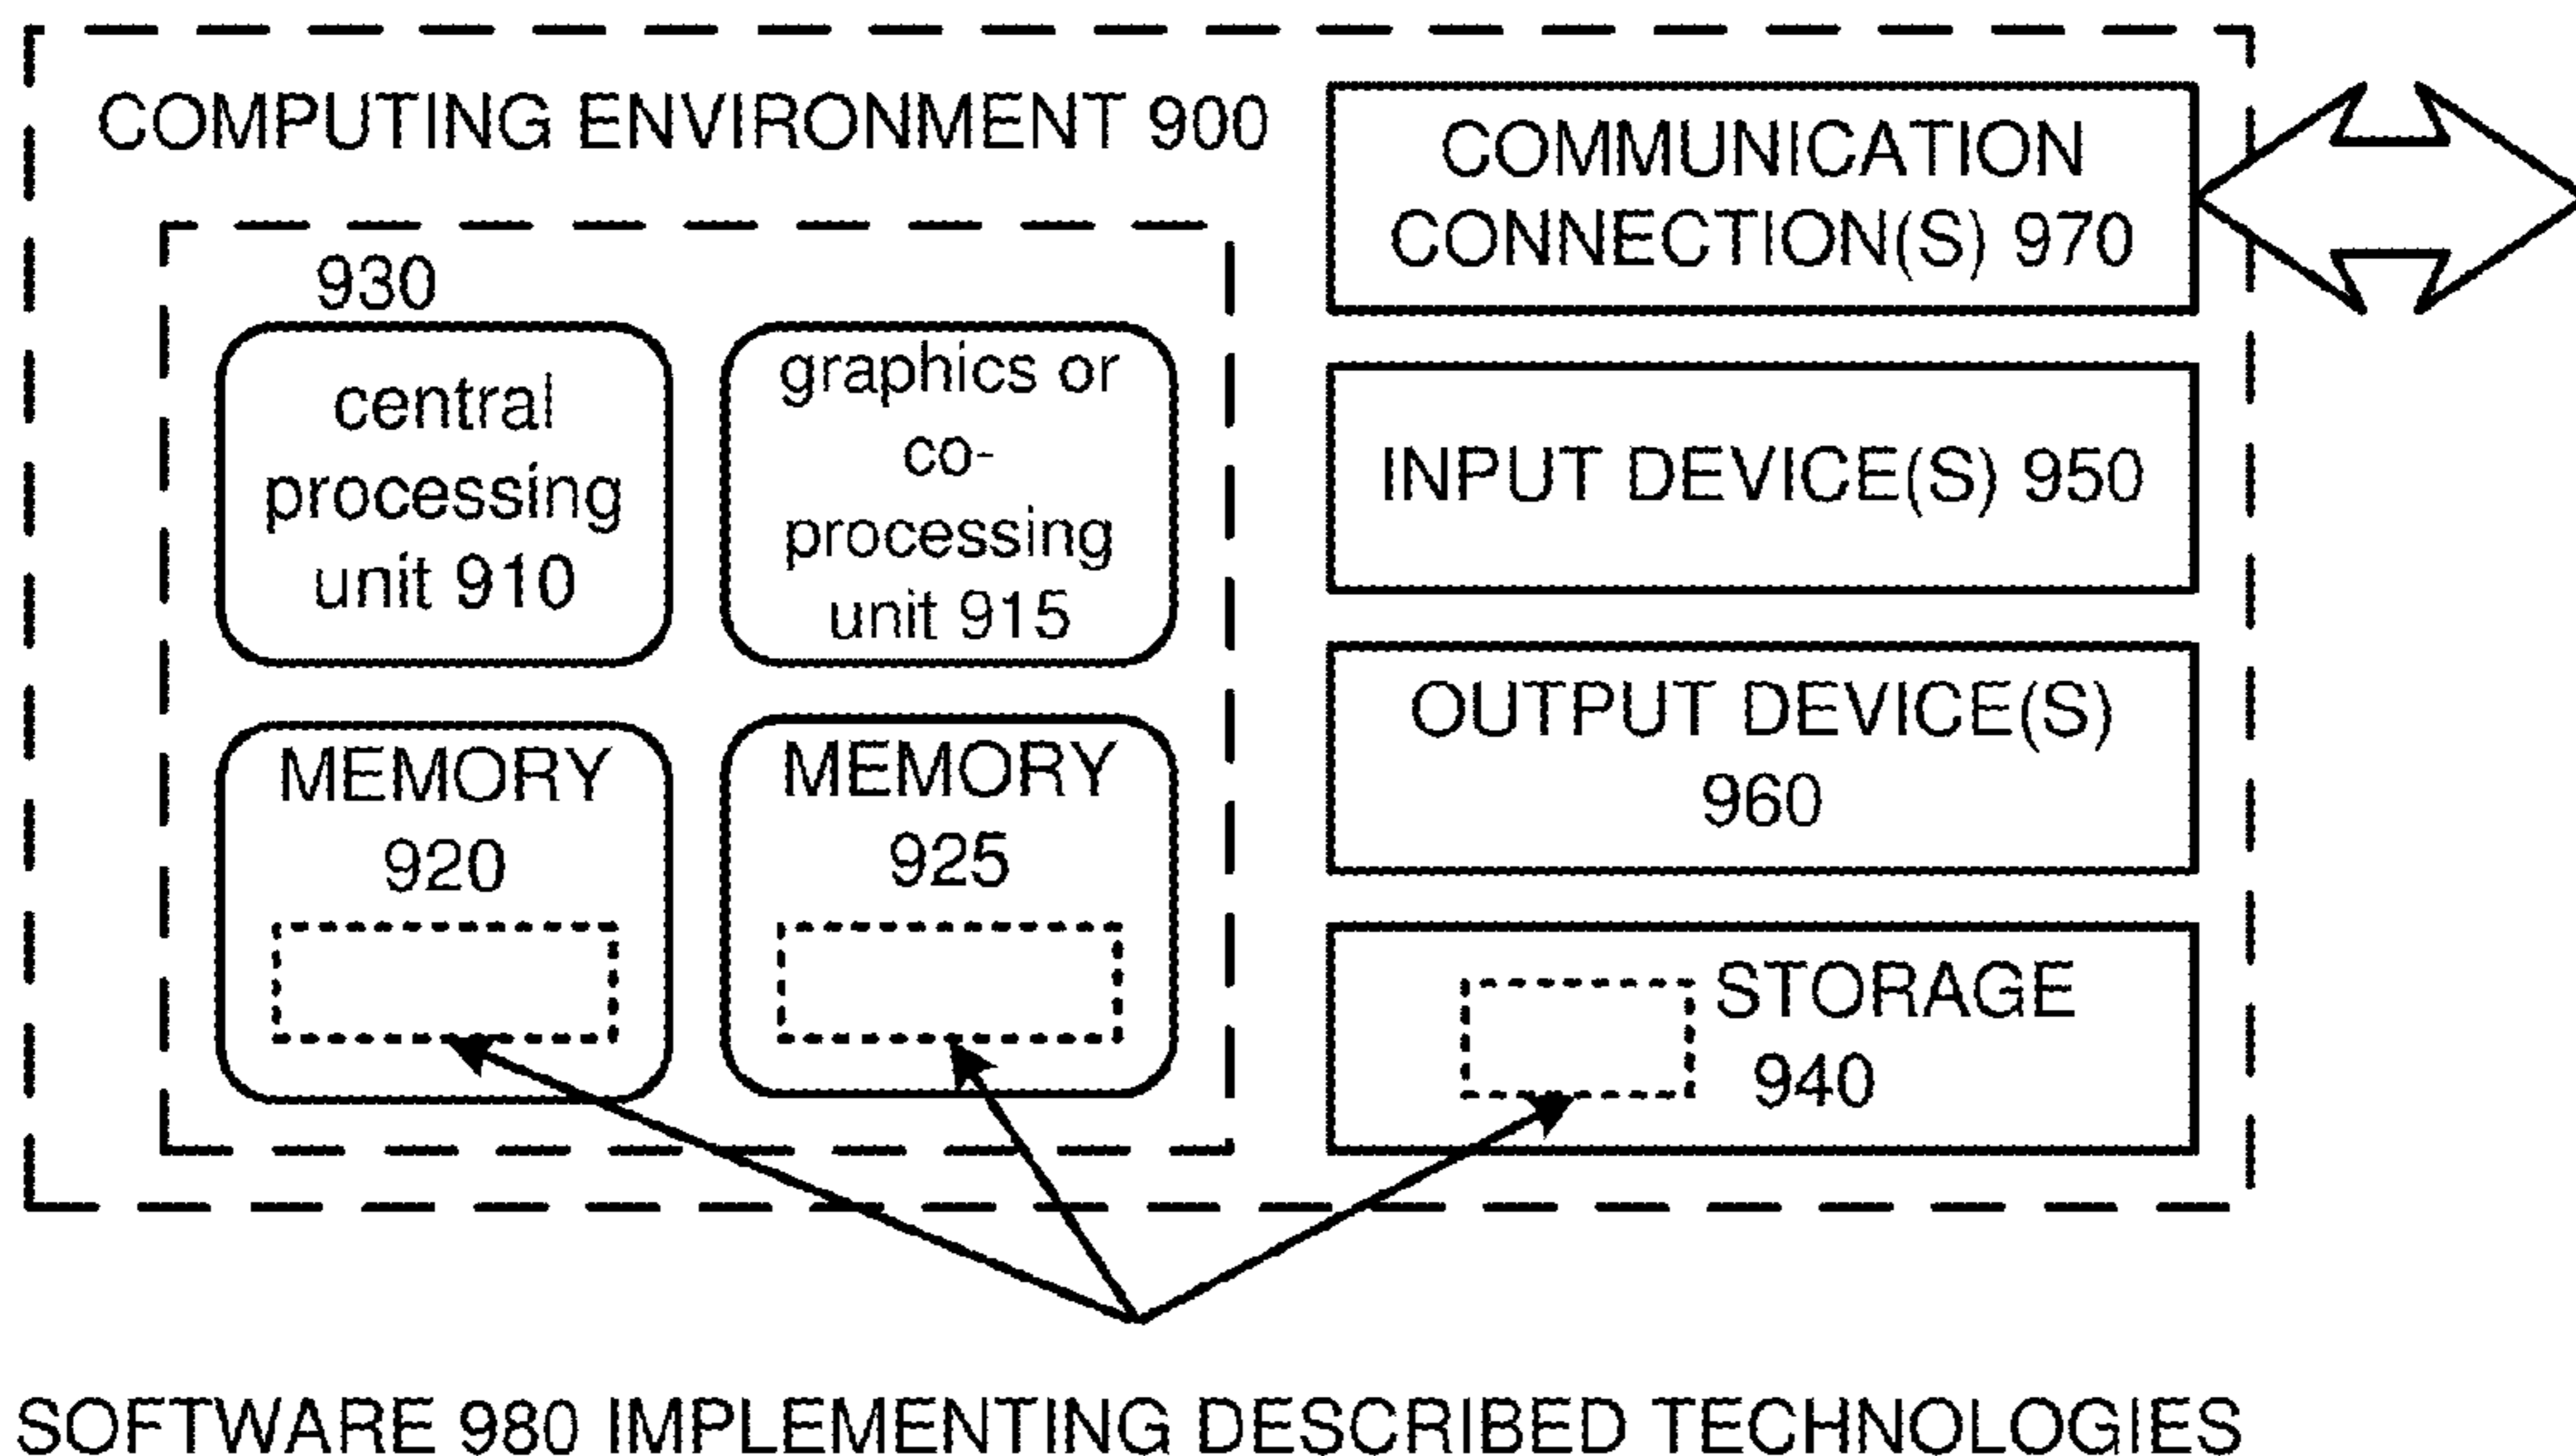 COMPUTING ENVIRONMENT 900
930
central
processing
unit 910
graphics or
co-
processing
unit 915
MEMORY
920
MEMORY
925
COMMUNICATION
CONNECTION(S) 970
INPUT DEVICE(S) 950
OUTPUT DEVICE(S)
960
STORAGE
940
SOFTWARE 980 IMPLEMENTING DESCRIBED TECHNOLOGIES